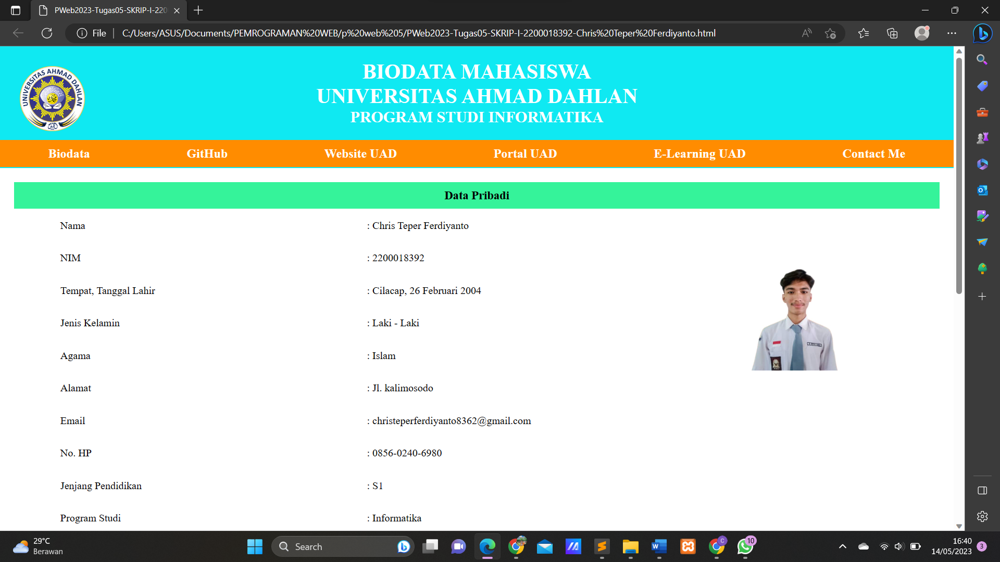 PWeb2023-Tugas05-SKRIP-I-220
File
C:/Users/ASUS/Documents/PEMROGRAMAN%20WEB/p%20web%205/PWeb2023-Tugas05-SKRIP-I-2200018392-Chris%20Teper%20Ferdiyanto.html
UNIVERSITAS AHMAD DAHLAN
BIODATA MAHASISWA
UNIVERSITAS AHMAD DAHLAN
PROGRAM STUDI INFORMATIKA
Biodata GitHub Website UAD Portal UAD E-Learning UAD Contact Me
Data Pribadi
Nama : Chris Teper Ferdiyanto
NIM : 2200018392
Tempat, Tanggal Lahir : Cilacap, 26 Februari 2004
Jenis Kelamin : Laki - Laki
Agama : Islam
Alamat : Jl. kalimosodo
Email : christeperferdiyanto8362@gmail.com
No. HP : 0856-0240-6980
Jenjang Pendidikan : S1
Program Studi : Informatika
29°C
Berawan
Search
C
10
16:40
14/05/2023
3